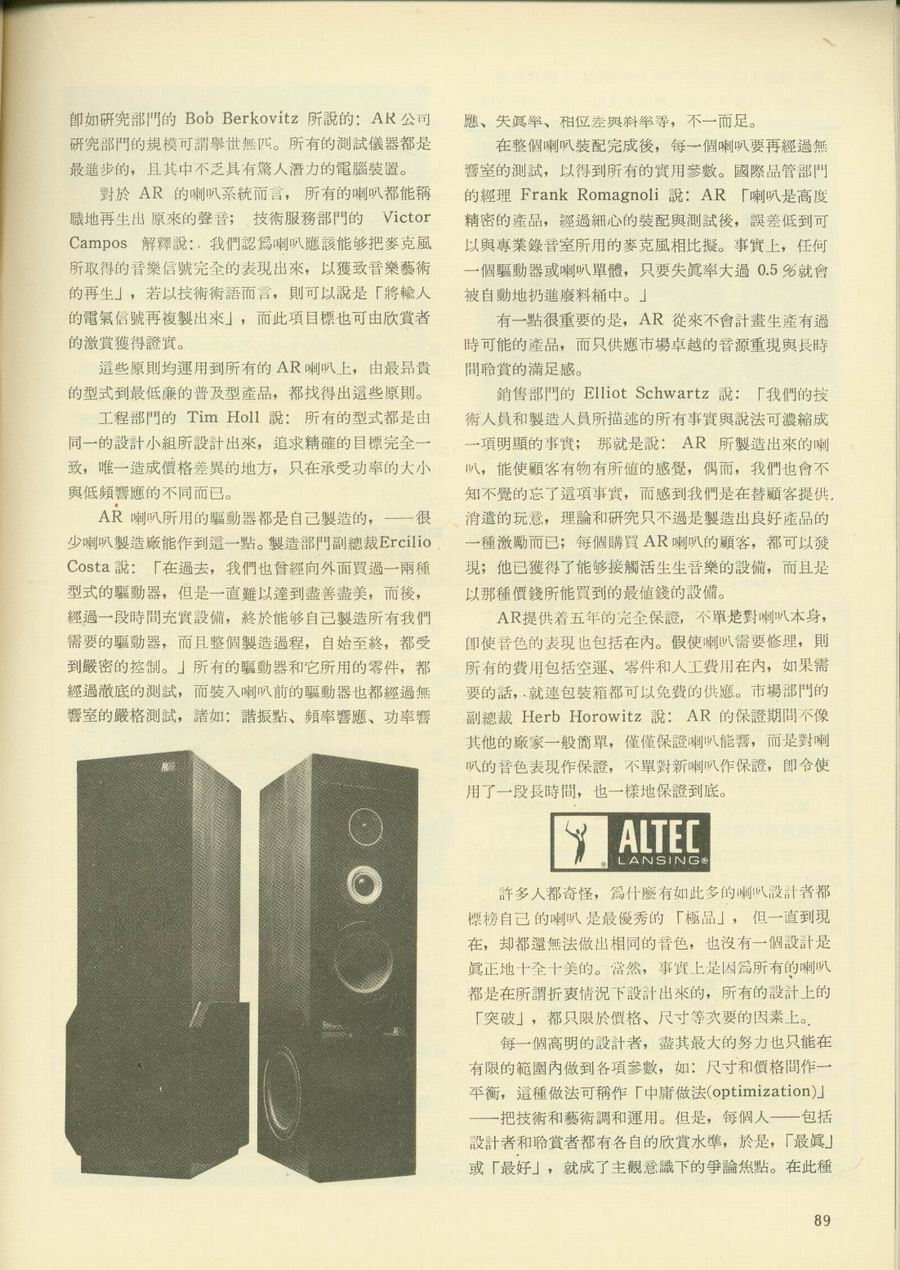 卽如硏究部門的 Bob Berkovitz 所說的：AR公司
硏究部門的規模可謂擧世無匹。所有的測試儀器都是
最進步的，且其中不乏具有驚人潛力的電腦裝置。
對於 AR 的喇叭系統而言，所有的喇叭都能稱
職地再生出原來的聲音；技術服務部門的 Victor
Campos 解釋說：我們認爲喇叭應該能够把麥克風
所取得的音樂信號完全的表現出來，以獲致音樂藝術
的再生」，若以技術術語而言，則可以說是「將輸人
的電氣信號再複製出來」，而此項目標也可由欣賞者
的激賞獲得證實。
這些原則均運用到所有的AR喇叭上，由最昻貴
的型式到最低廉的普及型產品，都找得出這些原則。
工程部門的 Tim Holl 說：所有的型式都是由
同一的設計小組所設計出來，追求精確的目標完全一
致，唯一造成價格差異的地方，只在承受功率的大小
與低頻響應的不同而已。
AR 喇叭所用的驅動器都是自己製造的，——很
少喇叭製造廠能作到這一點。製造部門副總裁Ercilio
Costa 說：「在過去，我們也曾經向外面買過一兩種
型式的驅動器，但是一直難以達到盡善盡美，而後，
經過一段時間充實設備，終於能够自己製造所有我們
需要的驅動器，而且整個製造過程，自始至終，都受
到嚴密的控制。」所有的驅動器和它所用的零件，都
經過澈底的測試，而裝入喇叭前的驅動器也都經過無
響室的嚴格測試，諸如：諧振點、頻率響應、功率響
應、失眞率、相位差與斜率等，不一而足。
在整個喇叭裝配完成後，每一個喇叭要再經過無
響室的測試，以得到所有的實用參數。國際品管部門
的經理 Frank Romagnoli 說：AR「喇叭是高度
精密的產品，經過細心的裝配與測試後，誤差低到可
以與專業錄音室所用的麥克風相比擬。事實上，任何
一個驅動器或喇叭單體，只要失眞率大過 0.5％就會
被自動地扔進廢料桶中。」
有一點很重要的是，AR 從來不會計畫生產有過
時可能的產品，而只供應市場卓越的音源重現與長時
間聆賞的滿足感。
銷售部門的 Elliot Schwartz 說：「我們的技
術人員和製造人員所描述的所有事實與說法可濃縮成
一項明顯的事實；那就是說：AR 所製造出來的喇
叭，能使顧客有物有所値的感覺，偶而，我們也會不
知不覺的忘了這項事實，而感到我們是在替顧客提供
消遣的玩意，理論和硏究只不過是製造出良好產品的
一種激勵而已；每個購買AR喇叭的顧客，都可以發
現；他已獲得了能够接觸活生生音樂的設備，而且是
以那種價錢所能買到的最値錢的設備。
AR提供着五年的完全保證，不單是對喇叭本身，
卽使音色的表現也包括在內。假使喇叭需要修理，則
所有的費用包括空運、零件和人工費用在內，如果需
要的話，就連包裝箱都可以免費的供應。市場部門的
副總裁 Herb Horowitz 說：AR 的保證期間不像
其他的廠家一般簡單，僅僅保證喇叭能響，而是對喇
叭的音色表現作保證，不單對新喇叭作保證，卽令使
用了一段長時間，也一樣地保證到底。
ALTEC
LANSING®
許多人都奇怪，爲什麽有如此多的喇叭設計者都
標榜自己的喇叭是最優秀的「極品」，但一直到現
在，却都還無法做出相同的音色，也沒有一個設計是
眞正地十全十美的。當然，事實上是因爲所有的喇叭
都是在所謂折衷情況下設計出來的，所有的設計上的
「突破」，都只限於價格、尺寸等次要的因素上。
每一個高明的設計者，盡其最大的努力也只能在
有限的範圍內做到各項參數，如：尺寸和價格間作一
平衡，這種做法可稱作「中庸做法(optimization)」
——把技術和藝術調和運用。但是，每個人——包括
設計者和聆賞者都有各自的欣賞水準，於是，「最眞」
或「最好」，就成了主觀意識下的爭論焦點。在此種
89